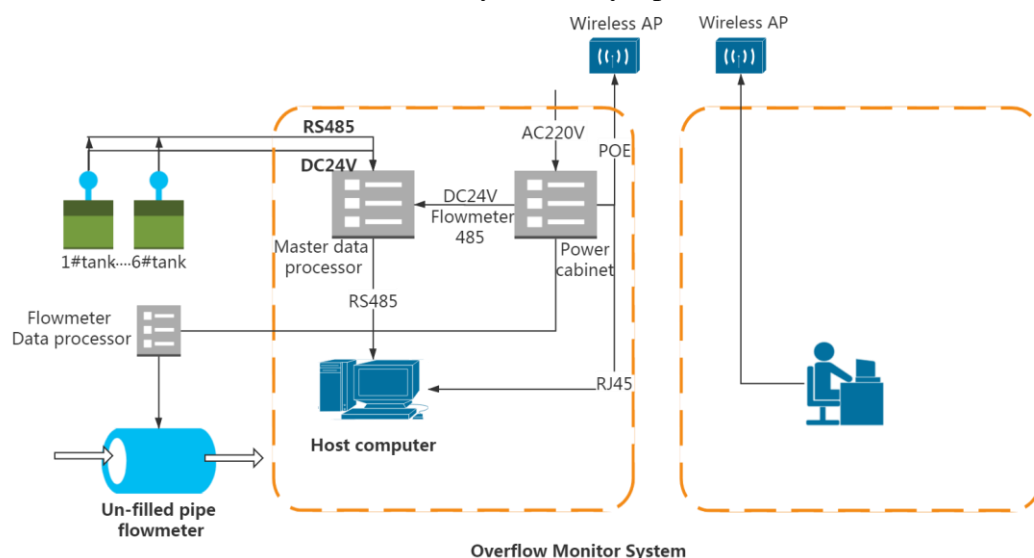 Wireless AP
Wireless AP
RS485
AC220V
POE
DC24V
DC24V
Flowmeter
485
1#tank····6#tank
Master data
processor
Power
cabinet
RS485
Flowmeter
Data processor
RJ45
Host computer
Un-filled pipe
flowmeter
Overflow Monitor System